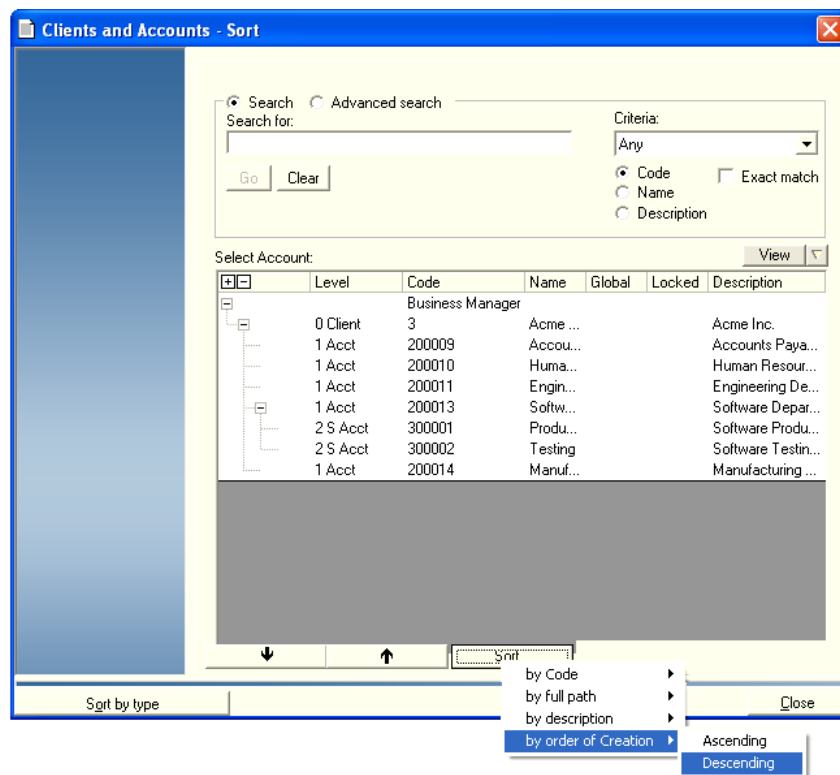 Clients and Accounts - Sort
Search Advanced search
Search for: Criteria:
Any
Go Clear Code Exact match
Name
Description
Select Account: View
Level Code Name Global Locked Description
Business Manager
0 Client 3 Acme ... Acme Inc.
1 Acct 200009 Accou... Accounts Paya...
1 Acct 200010 Huma... Human Resour...
1 Acct 200011 Engin... Engineering De...
1 Acct 200013 Softw... Software Depar...
2 S Acct 300001 Produ... Software Produ...
2 S Acct 300002 Testing Software Testin...
1 Acct 200014 Manuf... Manufacturing ...
Sort
by Code
by full path
Sort by type Close
by description
by order of Creation Ascending
Descending